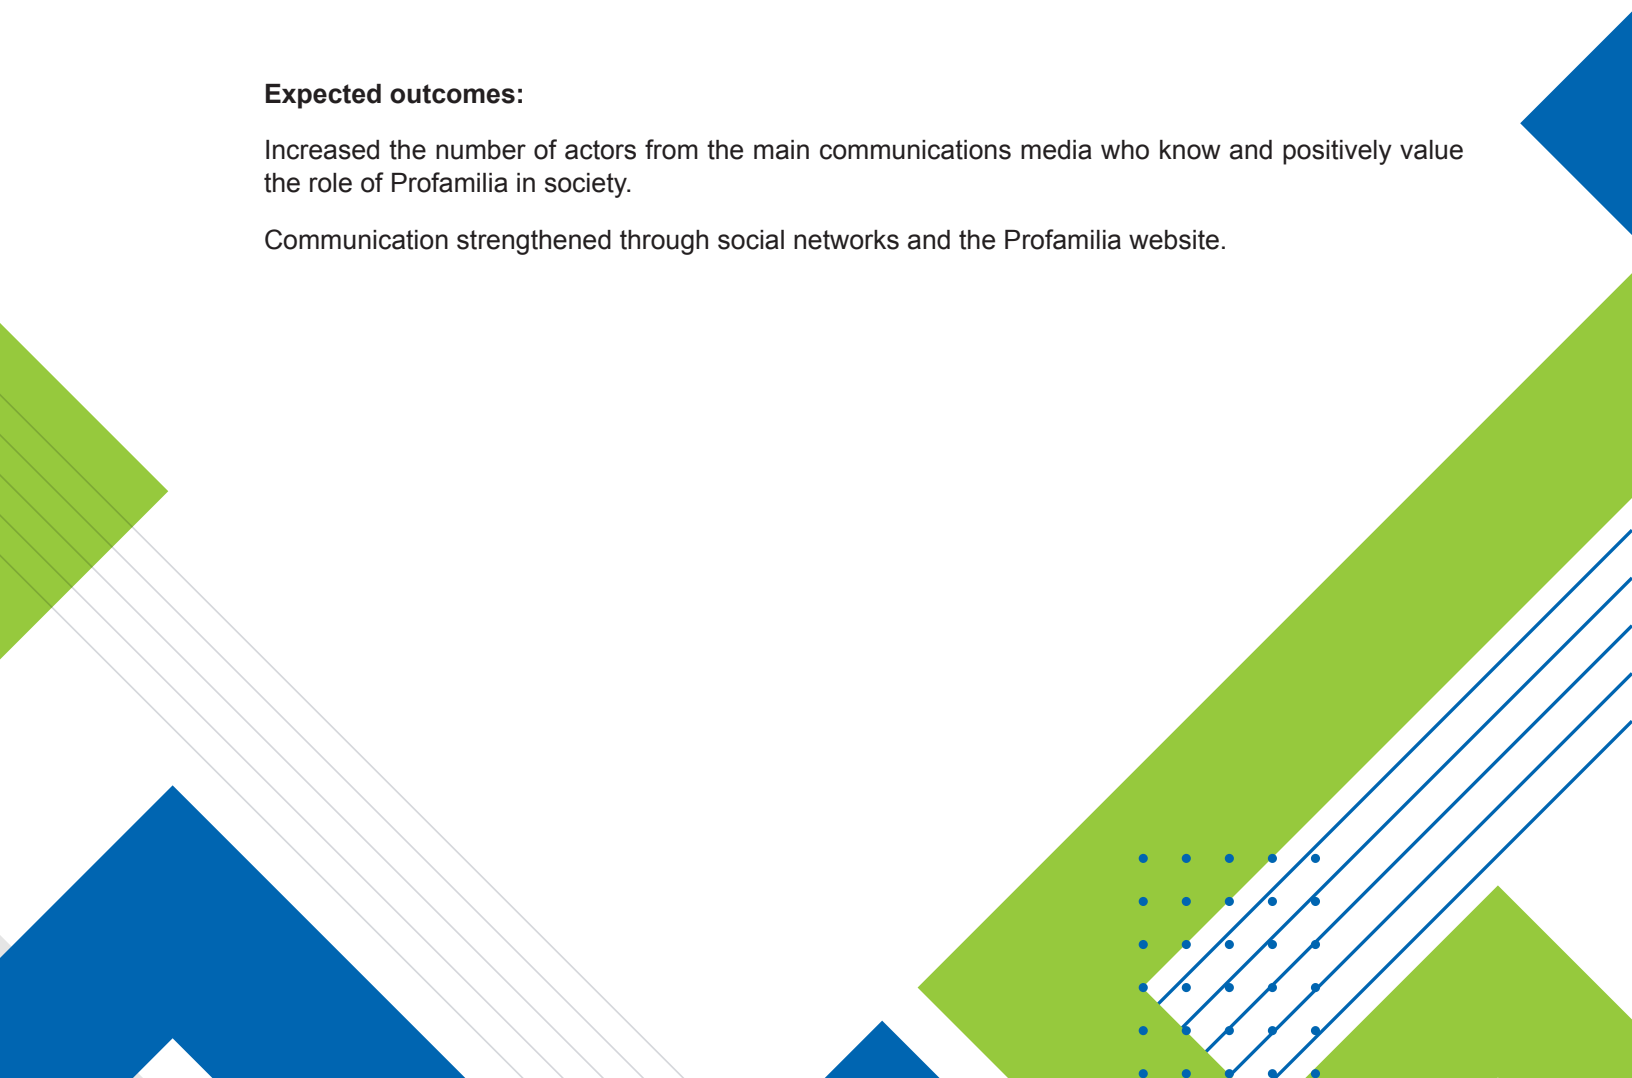 Expected outcomes:
Increased the number of actors from the main communications media who know and positively value
the role of Profamilia in society.
Communication strengthened through social networks and the Profamilia website.